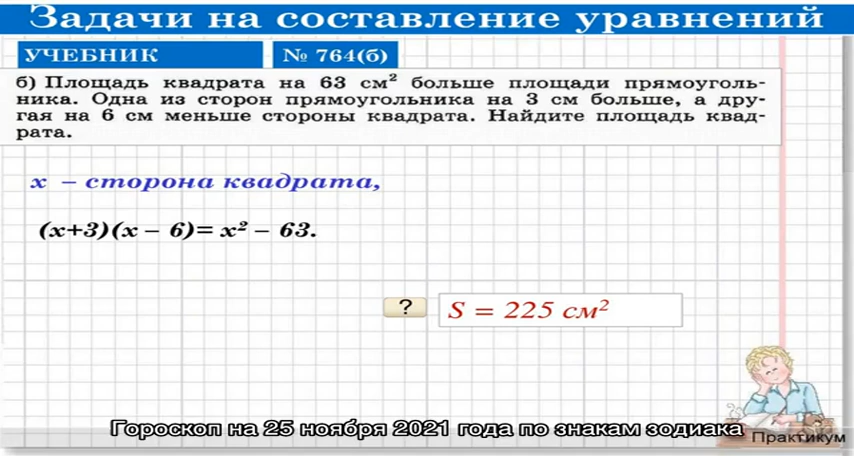 Задачи на составление уравнений
УЧЕБНИК № 764(б)
б) Площадь квадрата на 63 см² больше площади прямоуголь-
ника. Одна из сторон прямоугольника на 3 см больше, а дру-
гая на 6 см меньше стороны квадрата. Найдите площадь квад-
рата.
х – сторона квадрата,
(х+3)(х – 6)= х² – 63.
? S = 225 см²
Гороскоп на 25 ноября 2021 года по знакам зодиака
Практикум